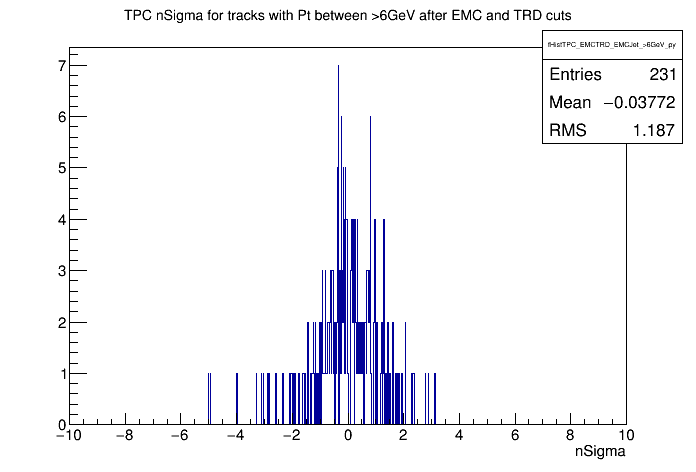 TPC nSigma for tracks with Pt between >6GeV after EMC and TRD cuts
fHistTPC_EMCTRD_EMCJet_>6GeV_py
Entries 231
Mean −0.03772
RMS 1.187
7
6
5
4
3
2
1
0
−10 −8 −6 −4 −2 0 2 4 6 8 10
nSigma